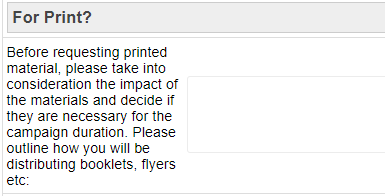 For Print?
Before requesting printed
material, please take into
consideration the impact of
the materials and decide if
they are necessary for the
campaign duration. Please
outline how you will be
distributing booklets, flyers
etc: